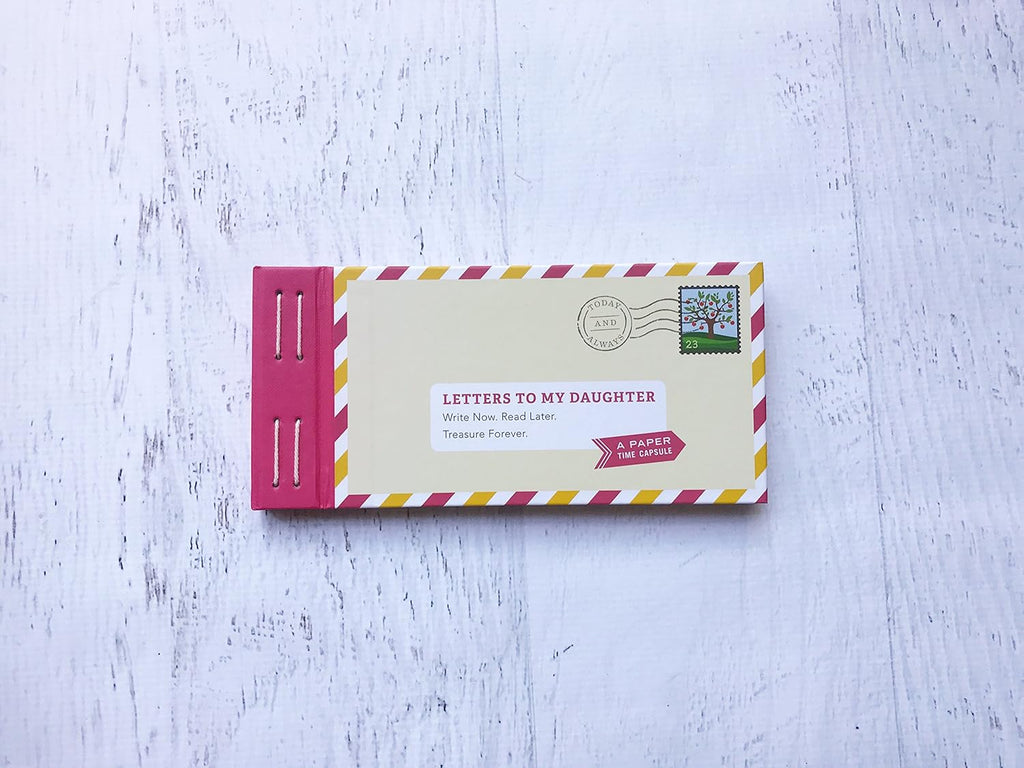 TODAY
AND
ALWAYS
23
LETTERS TO MY DAUGHTER
Write Now. Read Later.
Treasure Forever.
A PAPER
TIME CAPSULE